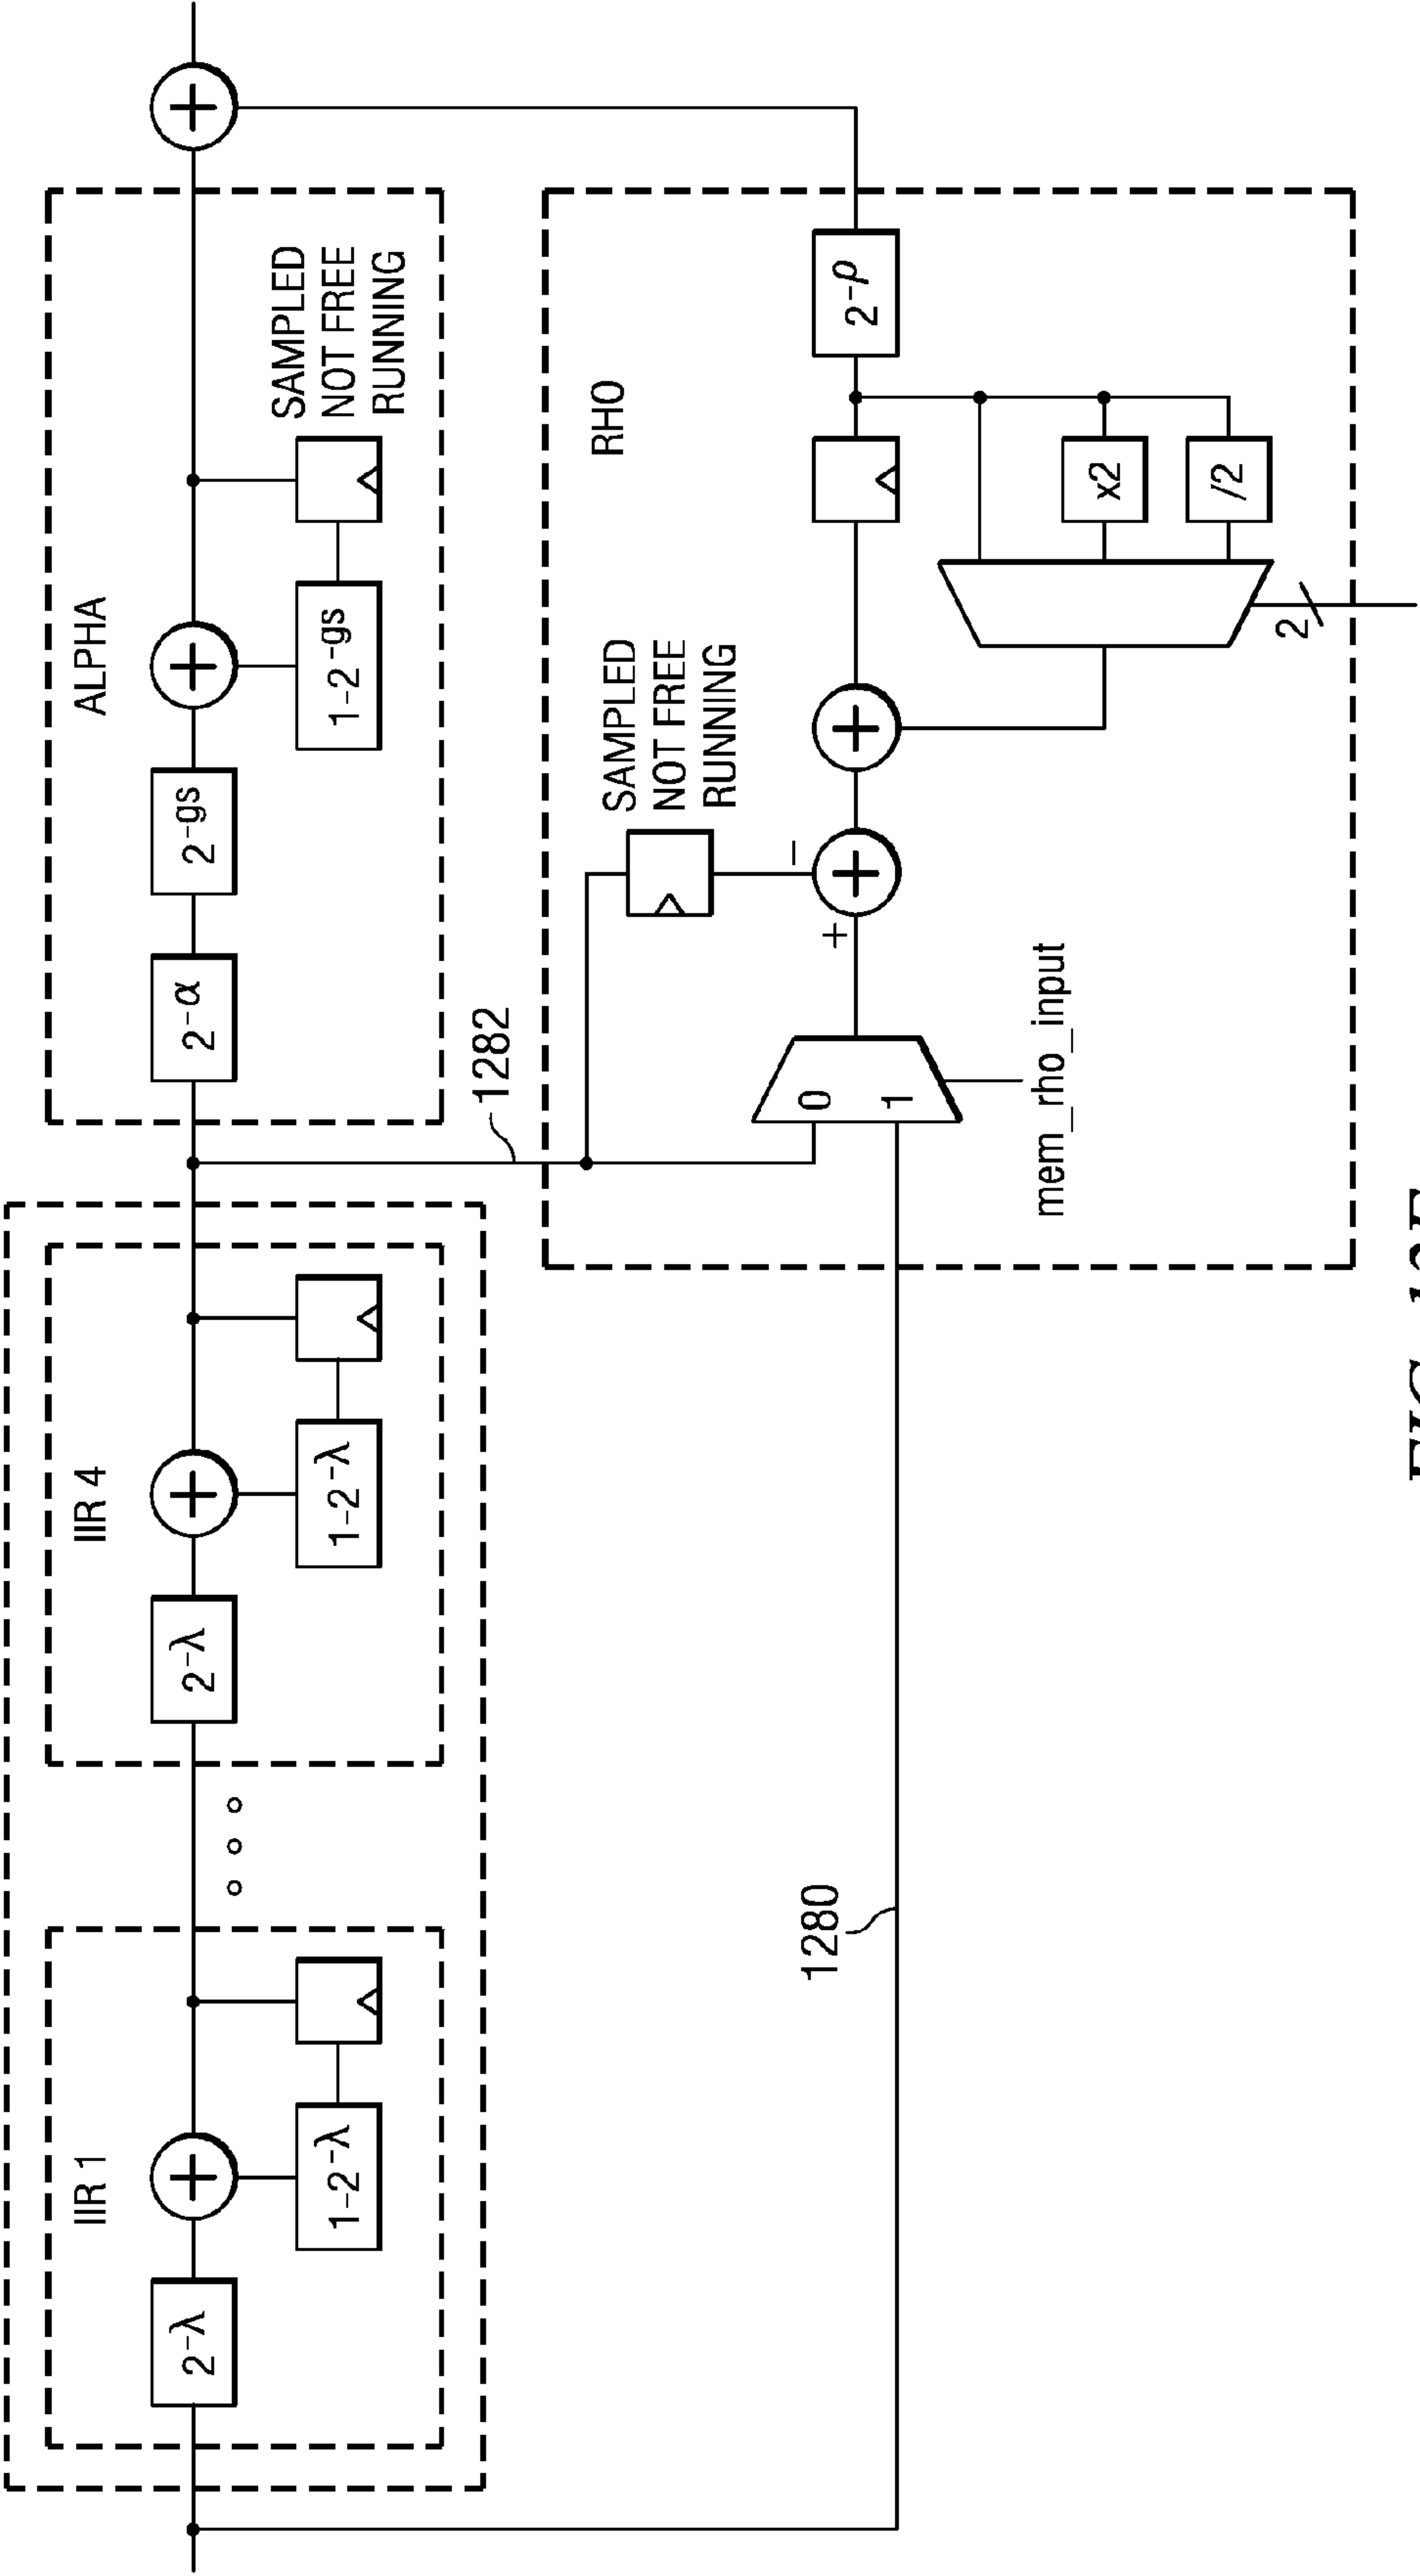 IIR 1
2-λ
1-2-λ
IIR 4
2-λ
1-2-λ
ALPHA
2-α
2-gs
1-2-gs
SAMPLED
NOT FREE
RUNNING
1282
1280
RHO
0
1
mem_rho_input
+
−
SAMPLED
NOT FREE
RUNNING
2-ρ
x2
/2
2